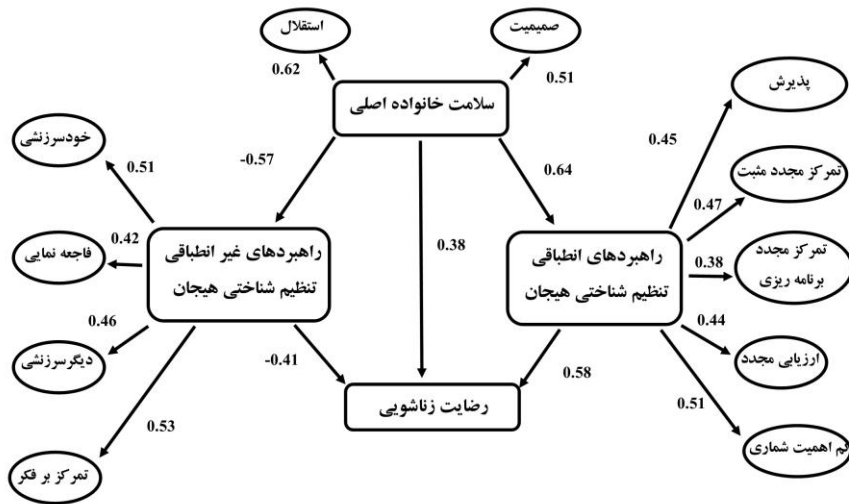 استقلال
صمیمیت
0.62
0.51
سلامت خانواده اصلی
پذیرش
خودسرزنشی
0.51
-0.57
0.64
0.45
تمرکز مجدد مثبت
0.47
فاجعه نمایی
0.42
راهبردهای غیر انطباقی
تنظیم شناختی هیجان
0.38
راهبردهای انطباقی
تنظیم شناختی هیجان
0.38
تمرکز مجدد
برنامه ریزی
دیگرسرزنشی
0.46
-0.41
0.58
0.44
ارزیابی مجدد
رضایت زناشویی
0.53
0.51
تمرکز بر فکر
کم اهمیت شماری